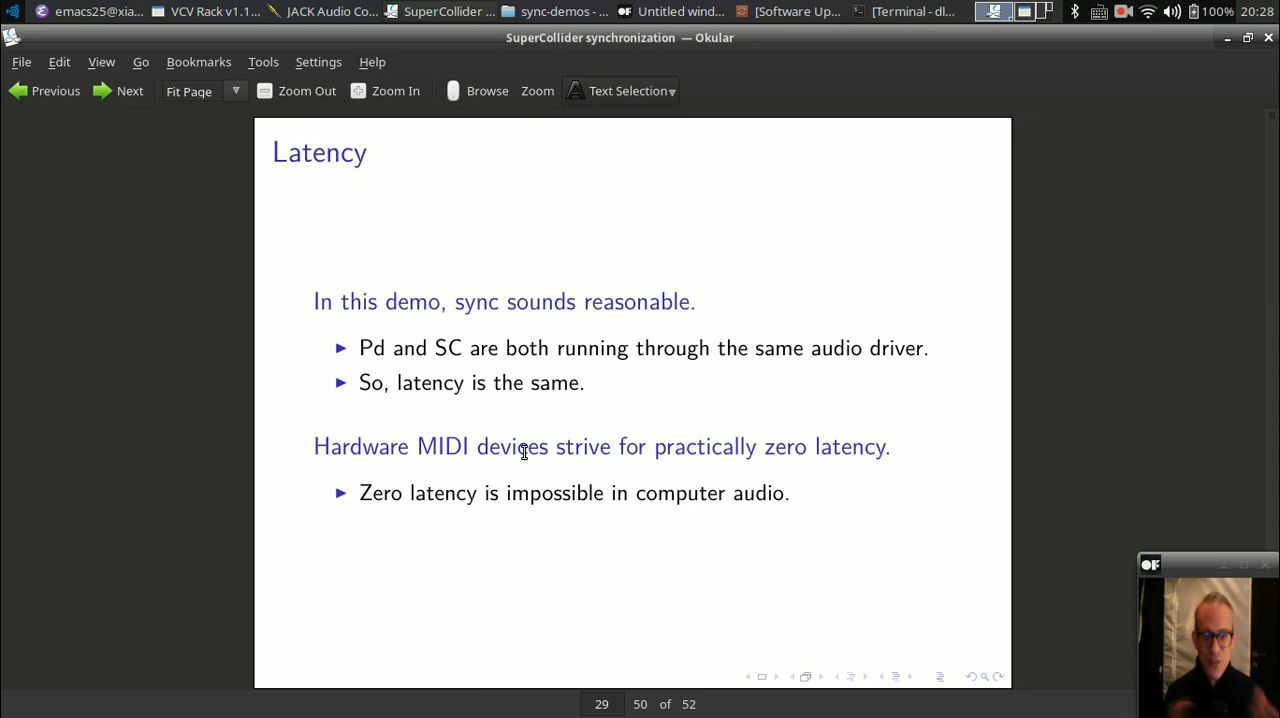 emacs25@xia... VCV Rack v1.1... JACK Audio Co... SuperCollider ... sync-demos - ... Untitled wind... [Software Up... [Terminal - dl... 100% 20:28
SuperCollider synchronization — Okular
File Edit View Go Bookmarks Tools Settings Help
Previous Next Fit Page Zoom Out Zoom In Browse Zoom Text Selection
Latency
In this demo, sync sounds reasonable.
Pd and SC are both running through the same audio driver.
So, latency is the same.
Hardware MIDI devices strive for practically zero latency.
Zero latency is impossible in computer audio.
29 50 of 52